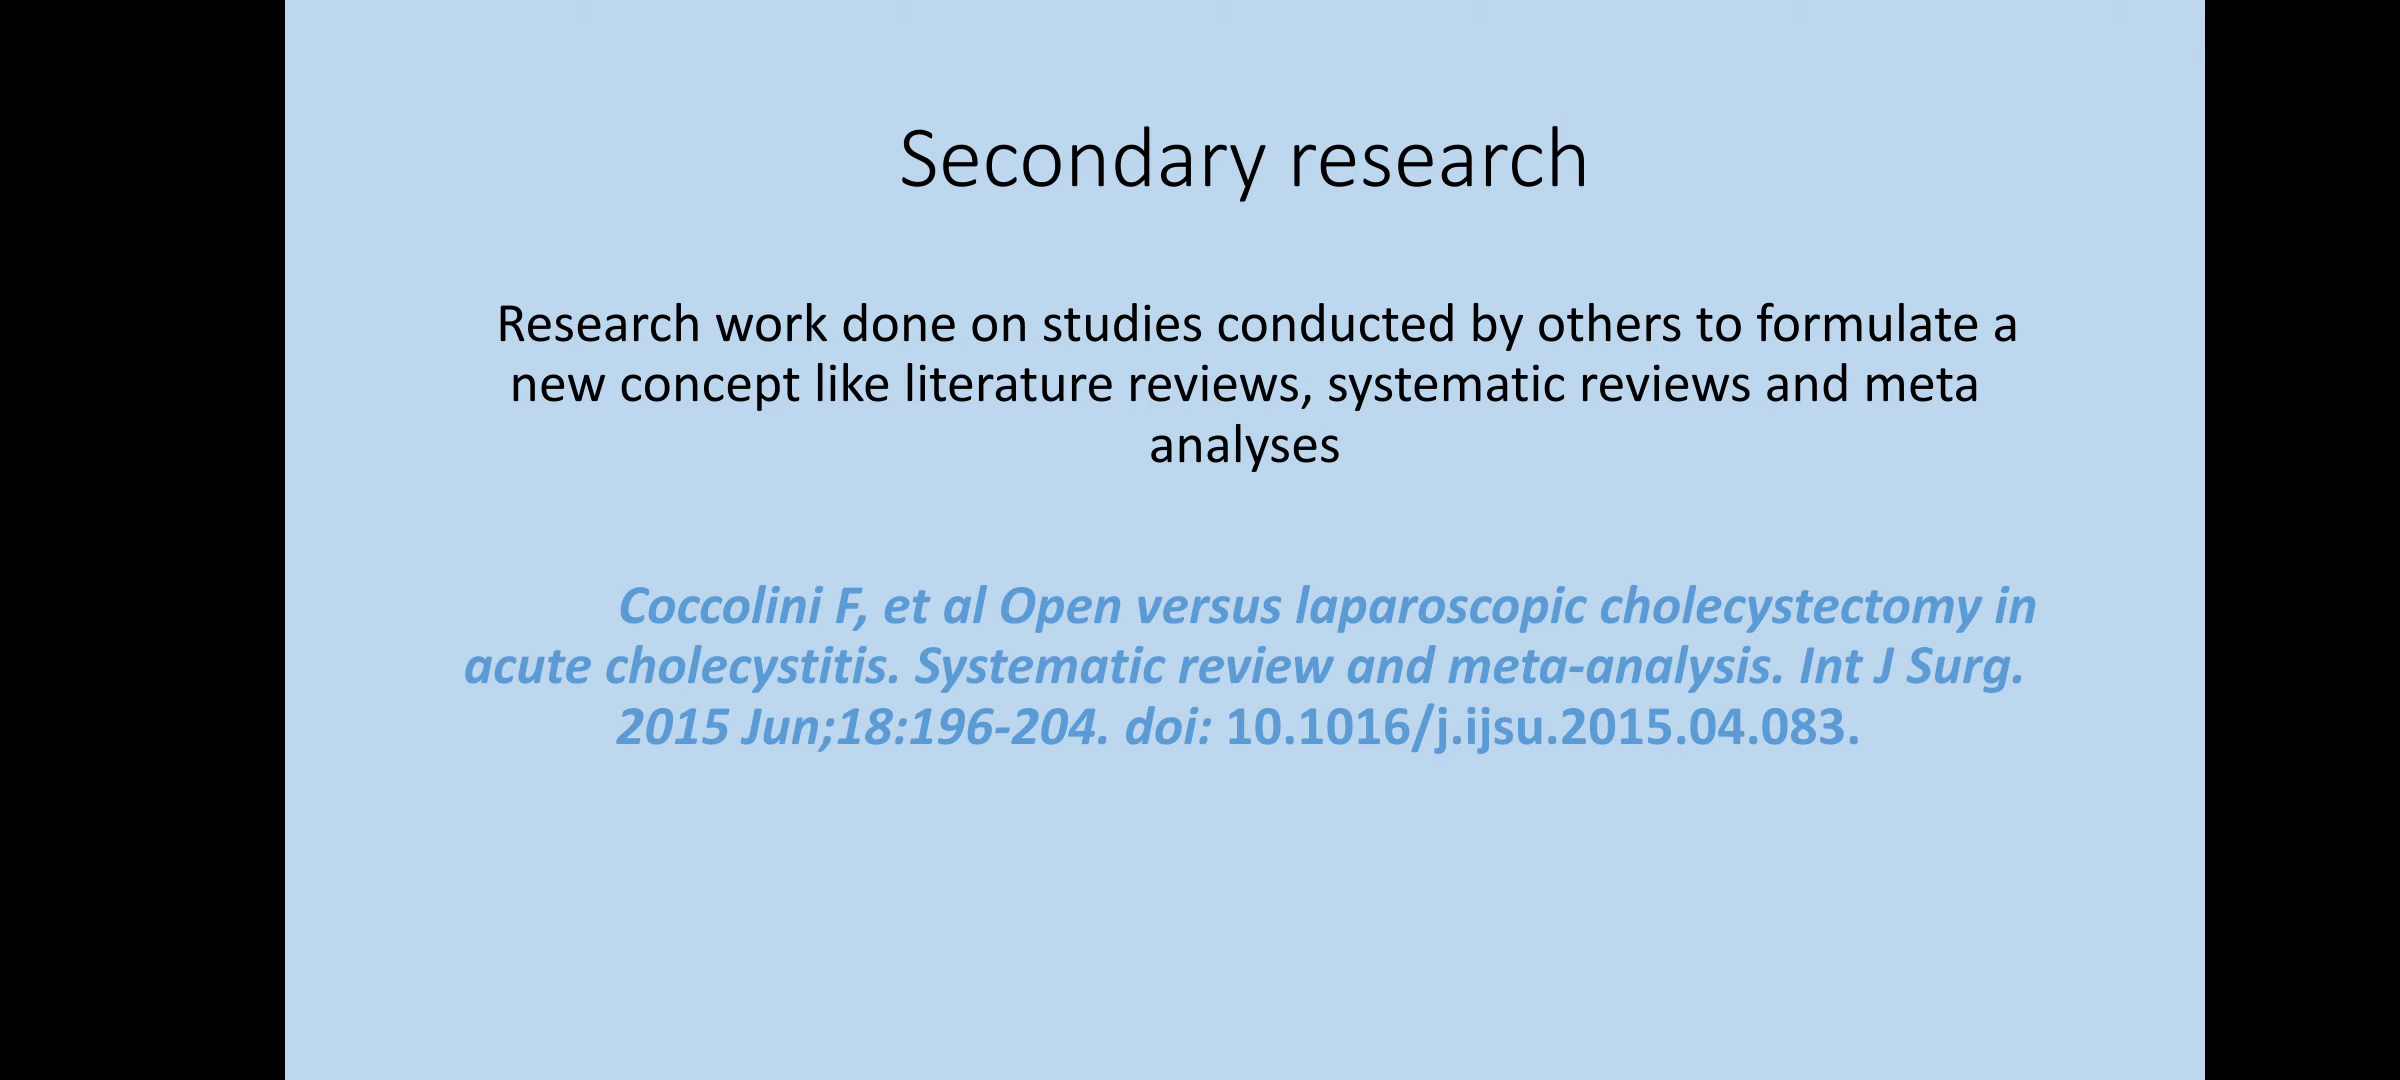 Secondary research
Research work done on studies conducted by others to formulate a
new concept like literature reviews, systematic reviews and meta
analyses
Coccolini F, et al Open versus laparoscopic cholecystectomy in
acute cholecystitis. Systematic review and meta-analysis. Int J Surg.
2015 Jun;18:196-204. doi: 10.1016/j.ijsu.2015.04.083.